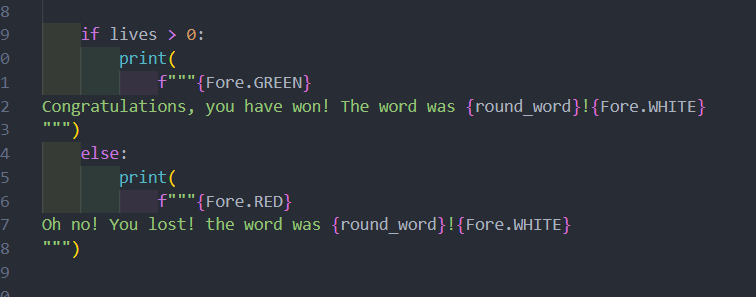 8
9 if lives > 0:
0 print(
1 f"""{Fore.GREEN}
2 Congratulations, you have won! The word was {round_word}!{Fore.WHITE}
3 """)
4 else:
5 print(
6 f"""{Fore.RED}
7 Oh no! You lost! the word was {round_word}!{Fore.WHITE}
8 """)
9
0